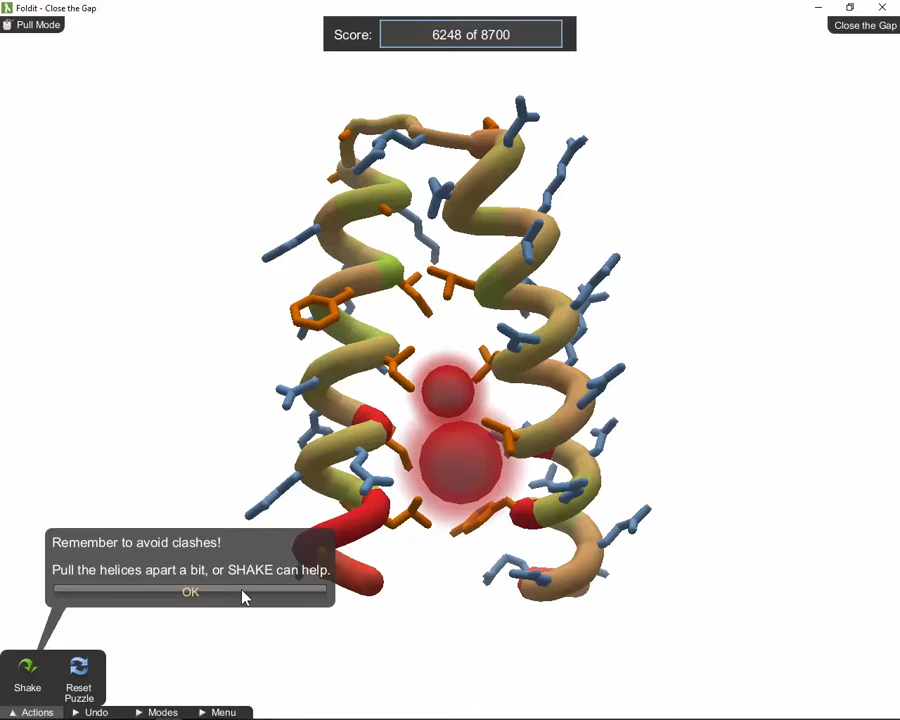 Foldit - Close the Gap
Pull Mode
Score: 6248 of 8700
Close the Gap
Remember to avoid clashes!
Pull the helices apart a bit, or SHAKE can help.
OK
Shake
Reset
Puzzle
Actions
Undo
Modes
Menu